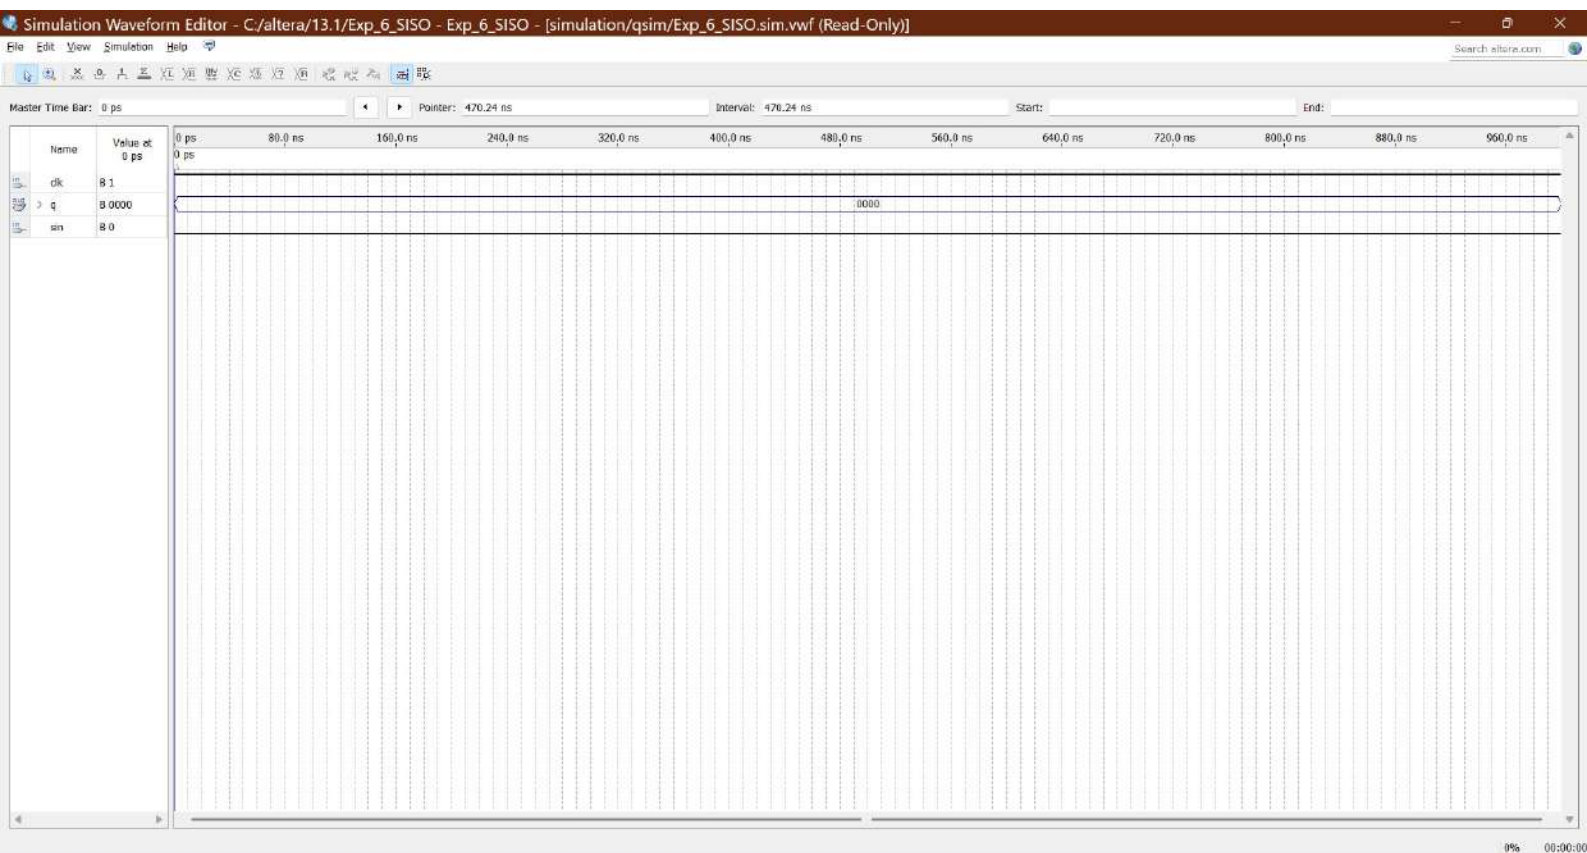 Simulation Waveform Editor - C:/altera/13.1/Exp_6_SISO - Exp_6_SISO - [simulation/qsim/Exp_6_SISO.sim.vwf (Read-Only)]
File Edit View Simulation Help
Search altera.com
Master Time Bar: 0 ps Pointer: 470.24 ns Interval: 470.24 ns Start: End:
Name Value at 0 ps
0 ps 80.0 ns 160.0 ns 240.0 ns 320.0 ns 400.0 ns 480.0 ns 560.0 ns 640.0 ns 720.0 ns 800.0 ns 880.0 ns 960.0 ns
0 ps
clk B 1
> q B 0000 0000
sin B 0
0% 00:00:00